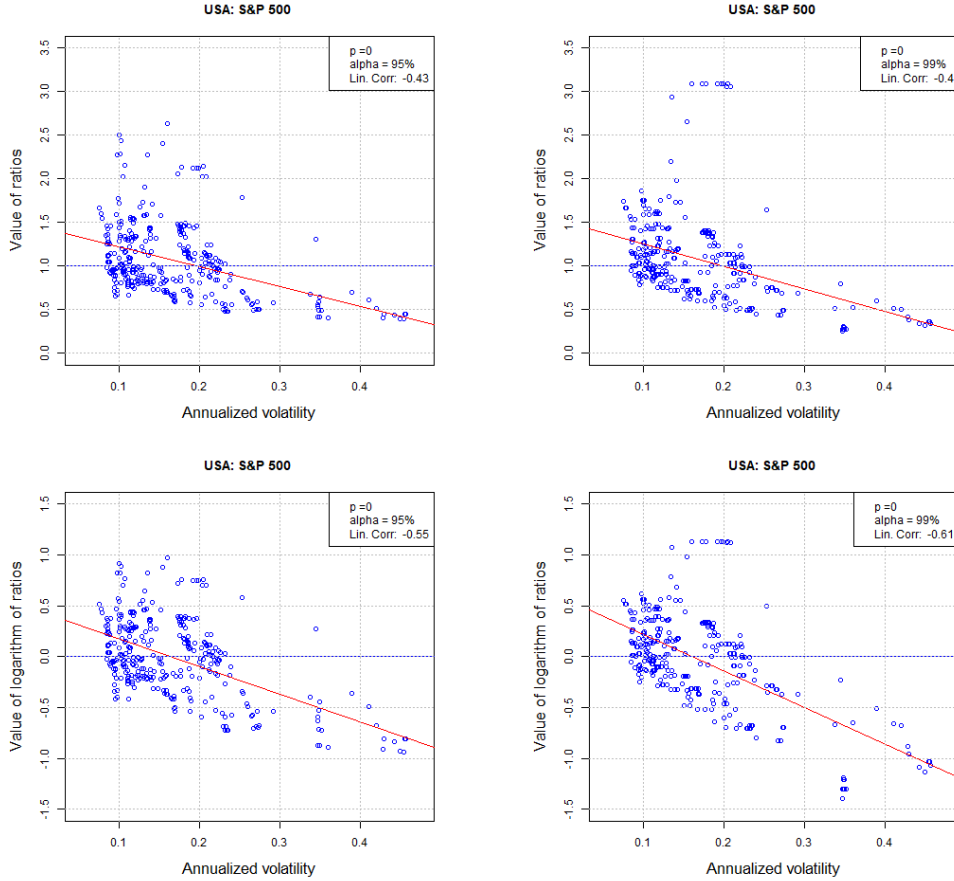 USA: S&P 500
p =0
alpha = 95%
Lin. Corr: -0.43
Value of ratios
3.5
3.0
2.5
2.0
1.5
1.0
0.5
0.0
0.1
0.2
0.3
0.4
Annualized volatility
USA: S&P 500
p =0
alpha = 99%
Lin. Corr: -0.4
Value of ratios
3.5
3.0
2.5
2.0
1.5
1.0
0.5
0.0
0.1
0.2
0.3
0.4
Annualized volatility
USA: S&P 500
p =0
alpha = 95%
Lin. Corr: -0.55
Value of logarithm of ratios
1.5
1.0
0.5
0.0
-0.5
-1.0
-1.5
0.1
0.2
0.3
0.4
Annualized volatility
USA: S&P 500
p =0
alpha = 99%
Lin. Corr: -0.61
Value of logarithm of ratios
1.5
1.0
0.5
0.0
-0.5
-1.0
-1.5
0.1
0.2
0.3
0.4
Annualized volatility